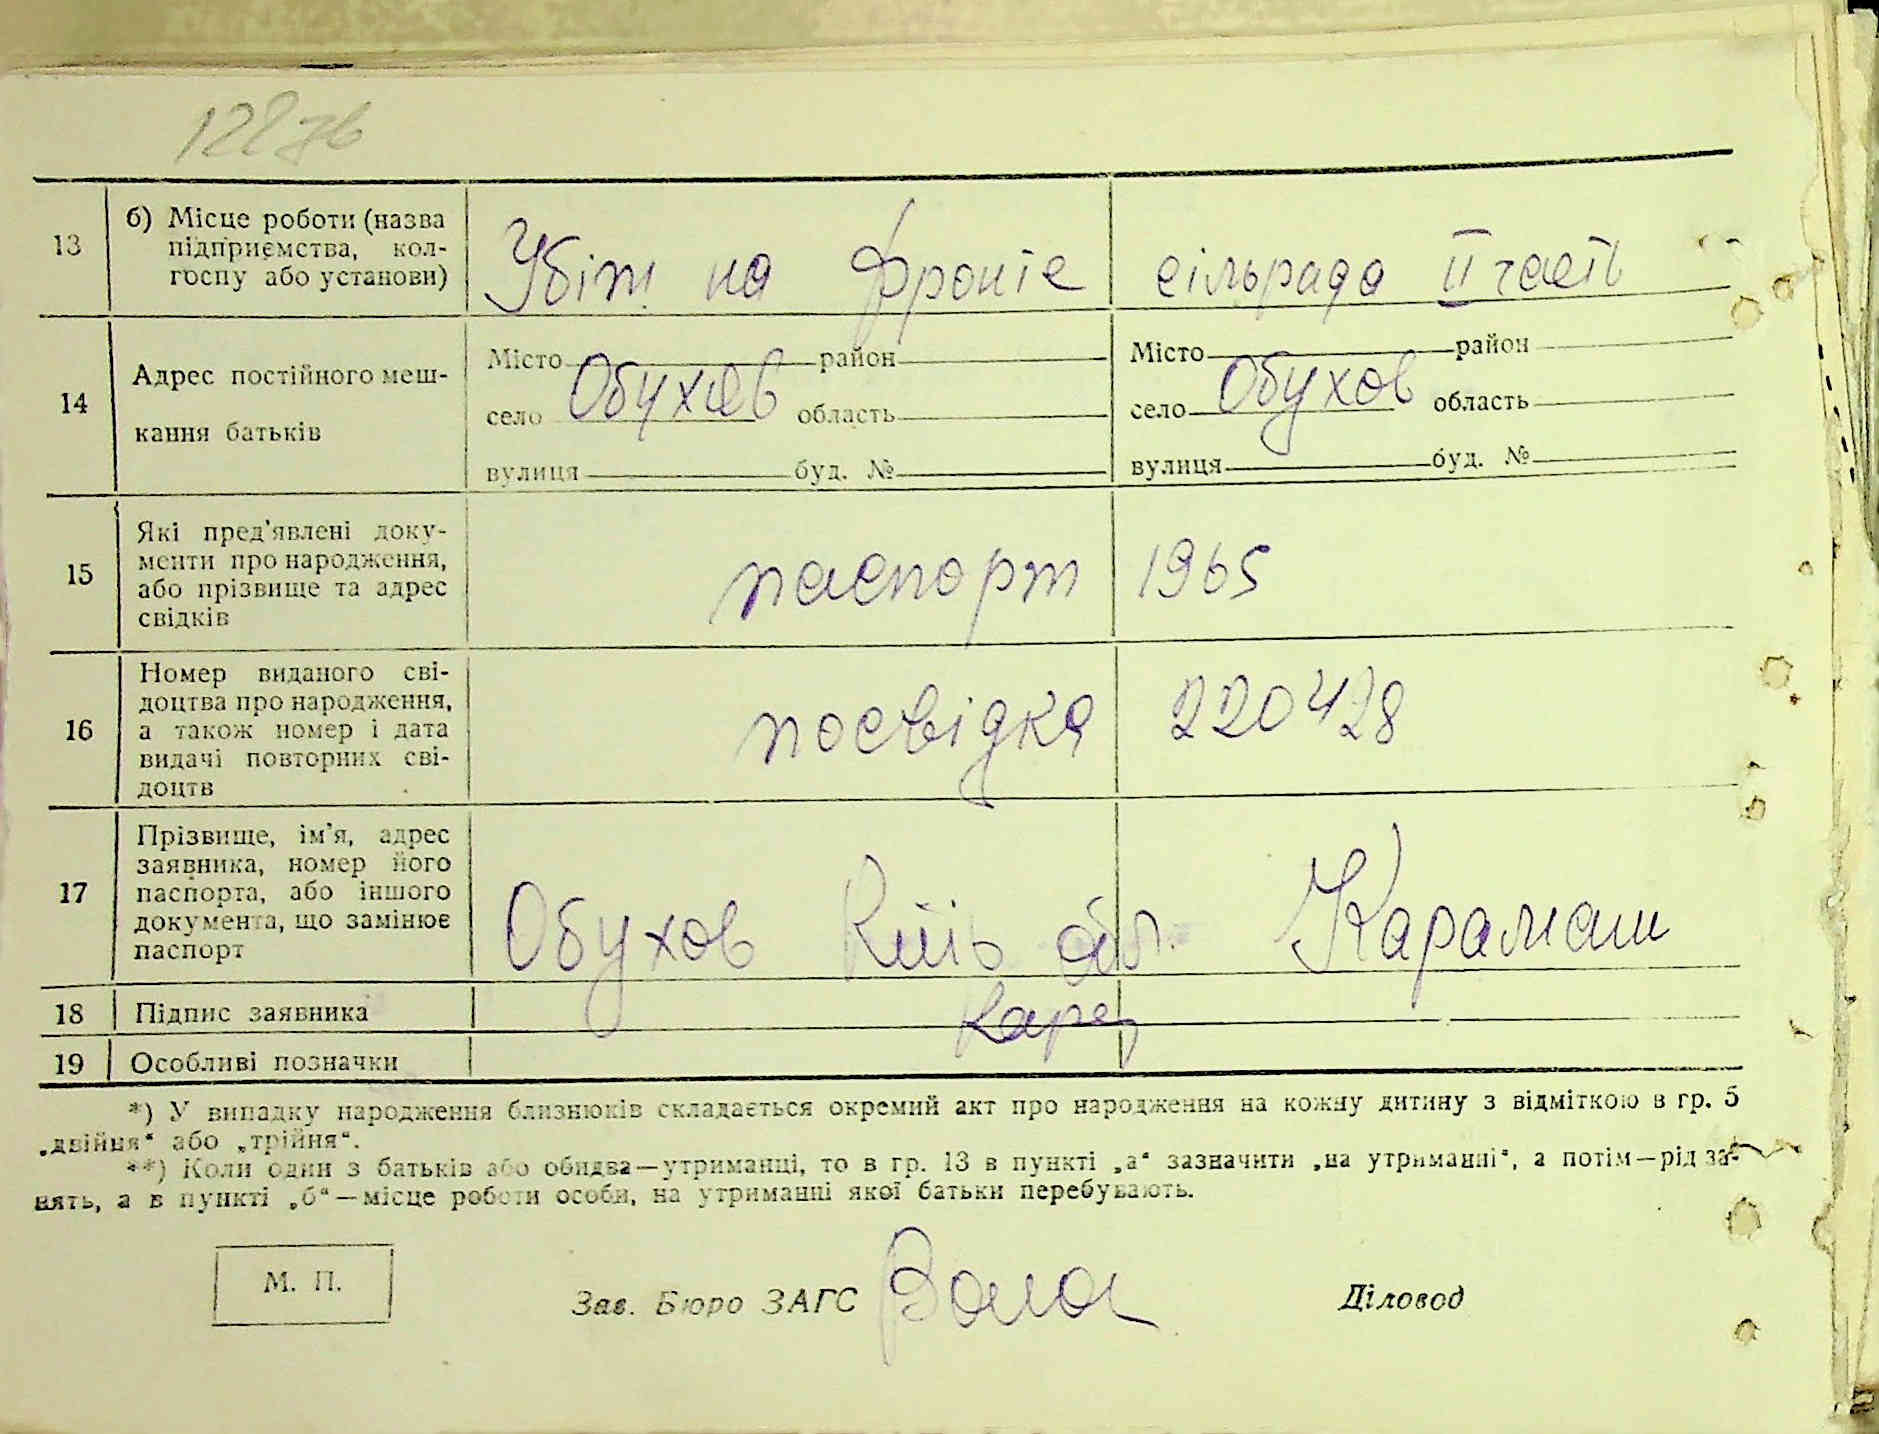 122зв
13 б) Місце роботи (назва підприємства, колгоспу або установи) Убіт на фронте сільрада II часть
14 Адрес постійного мешкання батьків
Місто район Місто район
село Обухов область село Обухов область
вулиця буд. № вулиця буд. №
15 Які пред'явлені документи про народження, або прізвище та адрес свідків паспорт 1965
16 Номер виданого свідоцтва про народження, а також номер і дата видачі повторних свідоцтв посвідка 220428
17 Прізвище, ім'я, адрес заявника, номер його паспорта, або іншого документа, що замінює паспорт Обухов Київ обл. Карамаш
18 Підпис заявника
19 Особливі позначки
*) У випадку народження близнюків складається окремий акт про народження на кожну дитину з відміткою в гр. 5
„двійня“ або „трійня“.
**) Коли один з батьків або обидва—утриманці, то в гр. 13 в пункті „а“ зазначити „на утриманні“, а потім—рід за-
нять, а в пункті „б“—місце роботи особи, на утриманні якої батьки перебувають.
М. П.
Зав. Бюро ЗАГС
Діловод